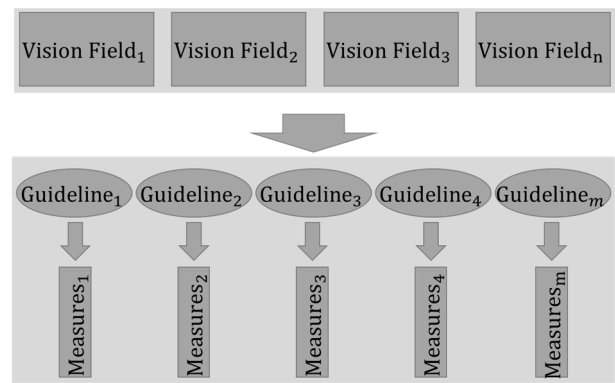 Vision Field₁
Vision Field₂
Vision Field₃
Vision Fieldₙ
Guideline₁
Guideline₂
Guideline₃
Guideline₄
Guidelineₘ
Measures₁
Measures₂
Measures₃
Measures₄
Measuresₘ